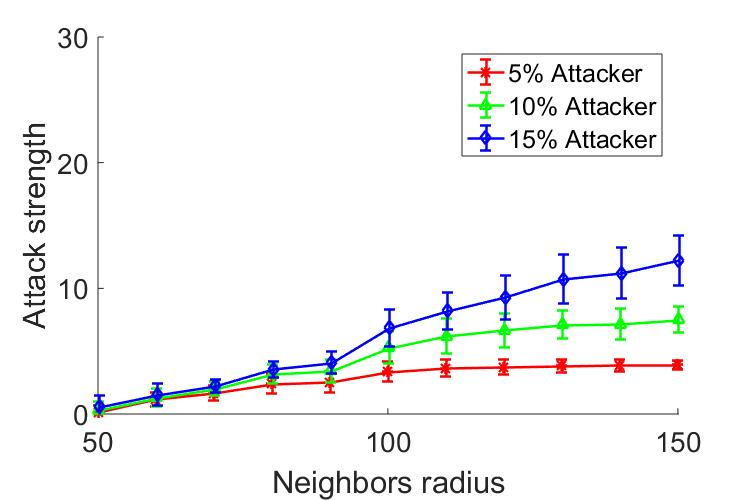 30
20
10
0
50
100
150
Attack strength
Neighbors radius
5% Attacker
10% Attacker
15% Attacker